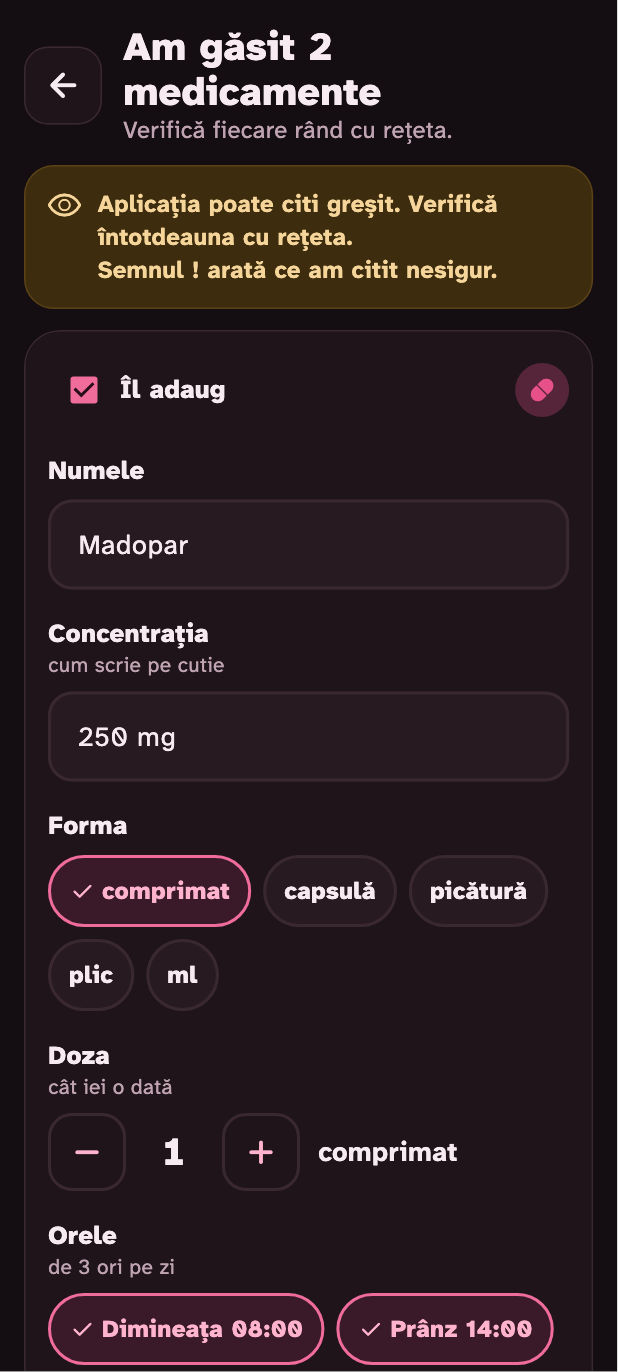 Am găsit 2
medicamente
Verifică fiecare rând cu rețeta.
Aplicația poate citi greșit. Verifică
întotdeauna cu rețeta.
Semnul ! arată ce am citit nesigur.
Îl adaug
Numele
Madopar
Concentrația
cum scrie pe cutie
250 mg
Forma
comprimat capsulă picătură
plic ml
Doza
cât iei o dată
− 1 + comprimat
Orele
de 3 ori pe zi
Dimineața 08:00 Prânz 14:00